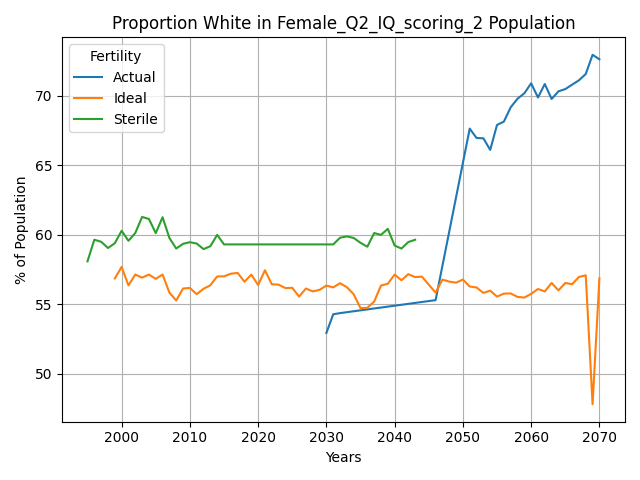 Proportion White in Female_Q2_IQ_scoring_2 Population
Fertility
Actual
Ideal
Sterile
% of Population
70
65
60
55
50
2000 2010 2020 2030 2040 2050 2060 2070
Years